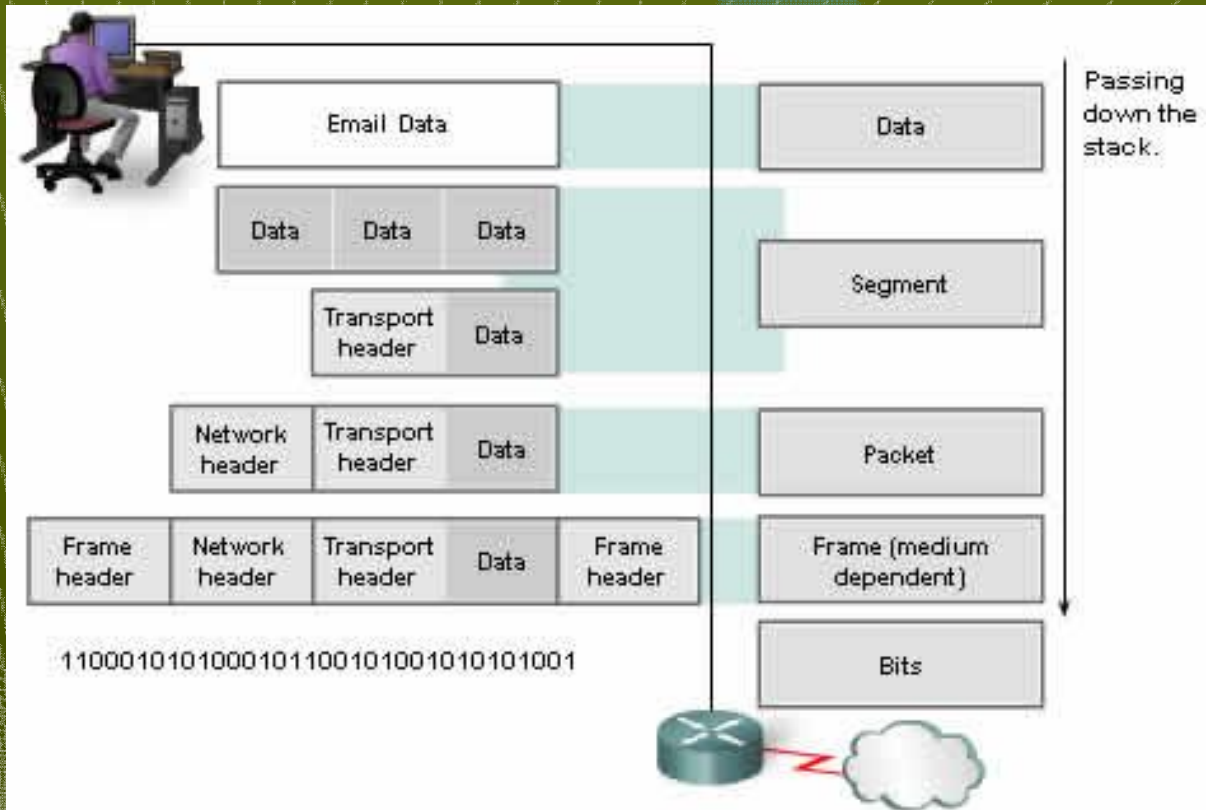 Email Data
Data
Passing
down the
stack.
Data
Data
Data
Segment
Transport
header
Data
Network
header
Transport
header
Data
Packet
Frame
header
Network
header
Transport
header
Data
Frame
header
Frame (medium
dependent)
1100010101000101100101001010101001
Bits